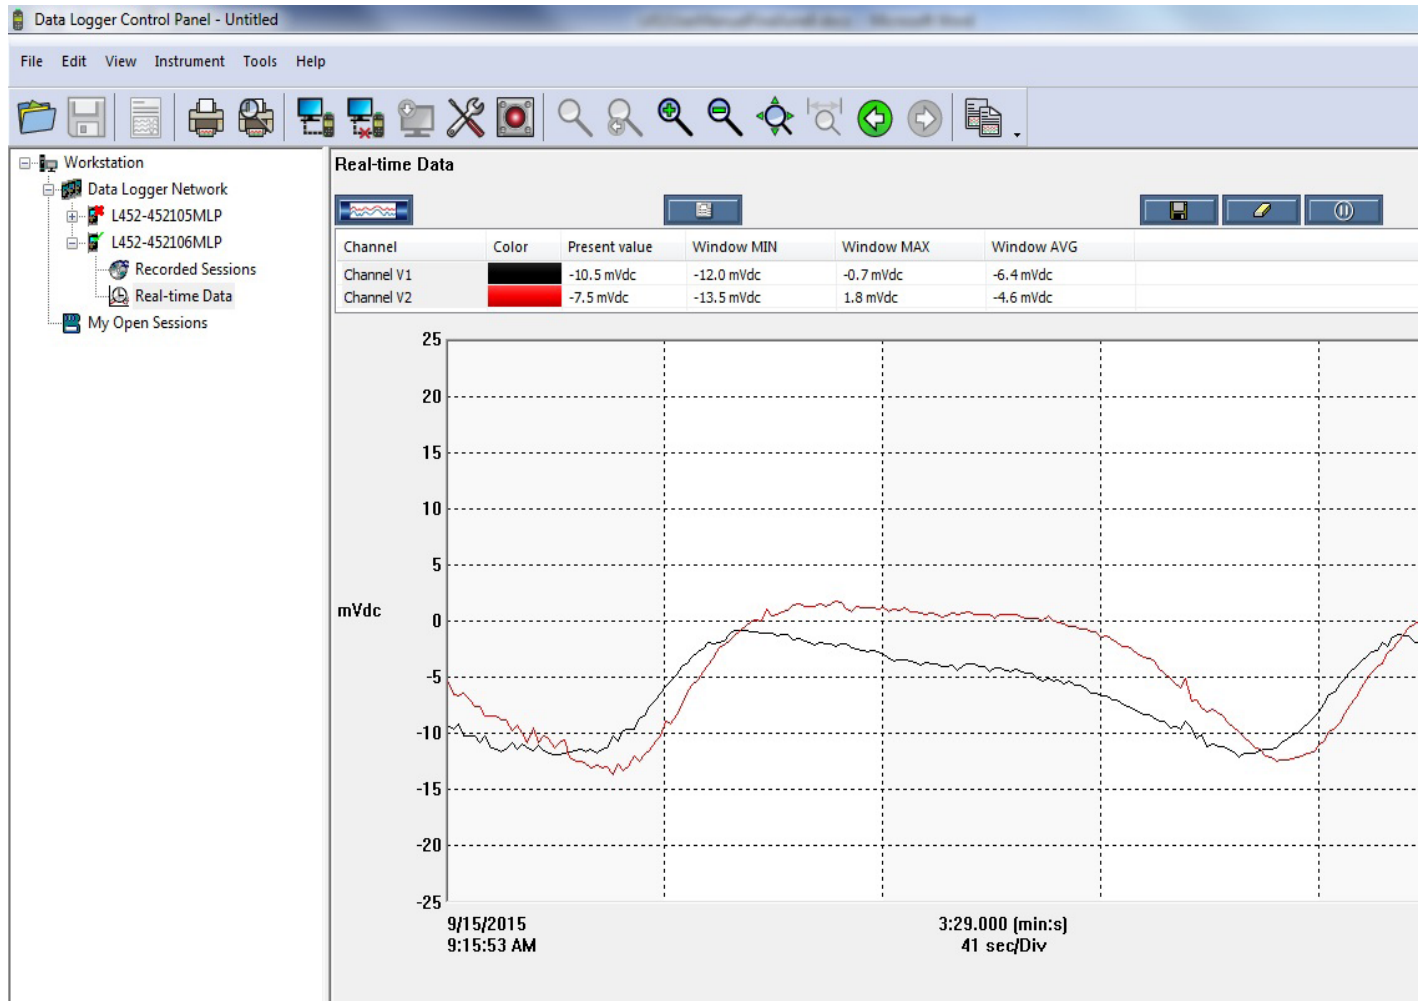 Data Logger Control Panel - Untitled
File Edit View Instrument Tools Help
Workstation
Data Logger Network
L452-452105MLP
L452-452106MLP
Recorded Sessions
Real-time Data
My Open Sessions
Real-time Data
Channel Color Present value Window MIN Window MAX Window AVG
Channel V1 -10.5 mVdc -12.0 mVdc -0.7 mVdc -6.4 mVdc
Channel V2 -7.5 mVdc -13.5 mVdc 1.8 mVdc -4.6 mVdc
25
20
15
10
5
mVdc
0
-5
-10
-15
-20
-25
9/15/2015 3:29.000 (min:s)
9:15:53 AM 41 sec/Div